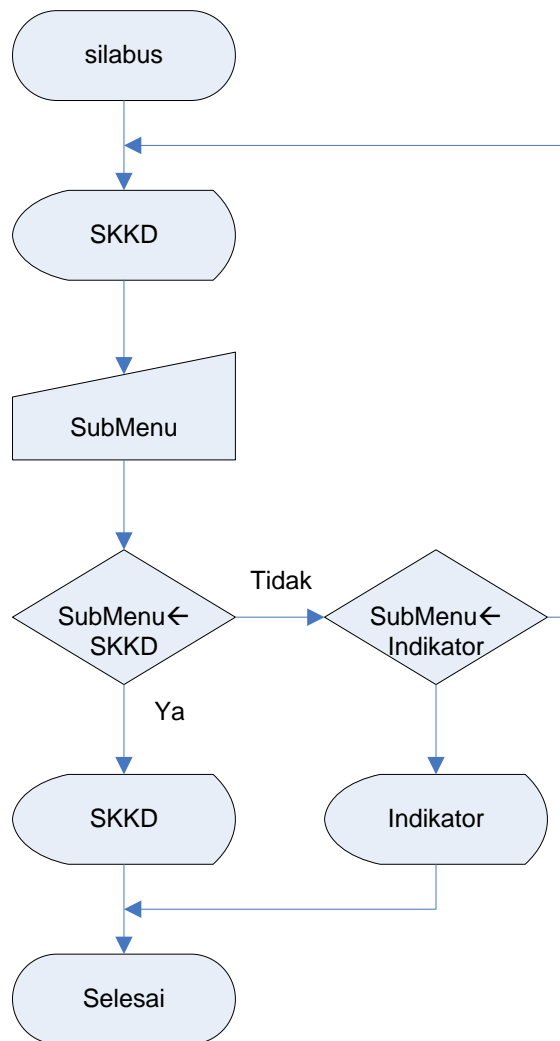 silabus
SKKD
SubMenu
SubMenu←
SKKD
Tidak
SubMenu←
Indikator
Ya
SKKD
Indikator
Selesai